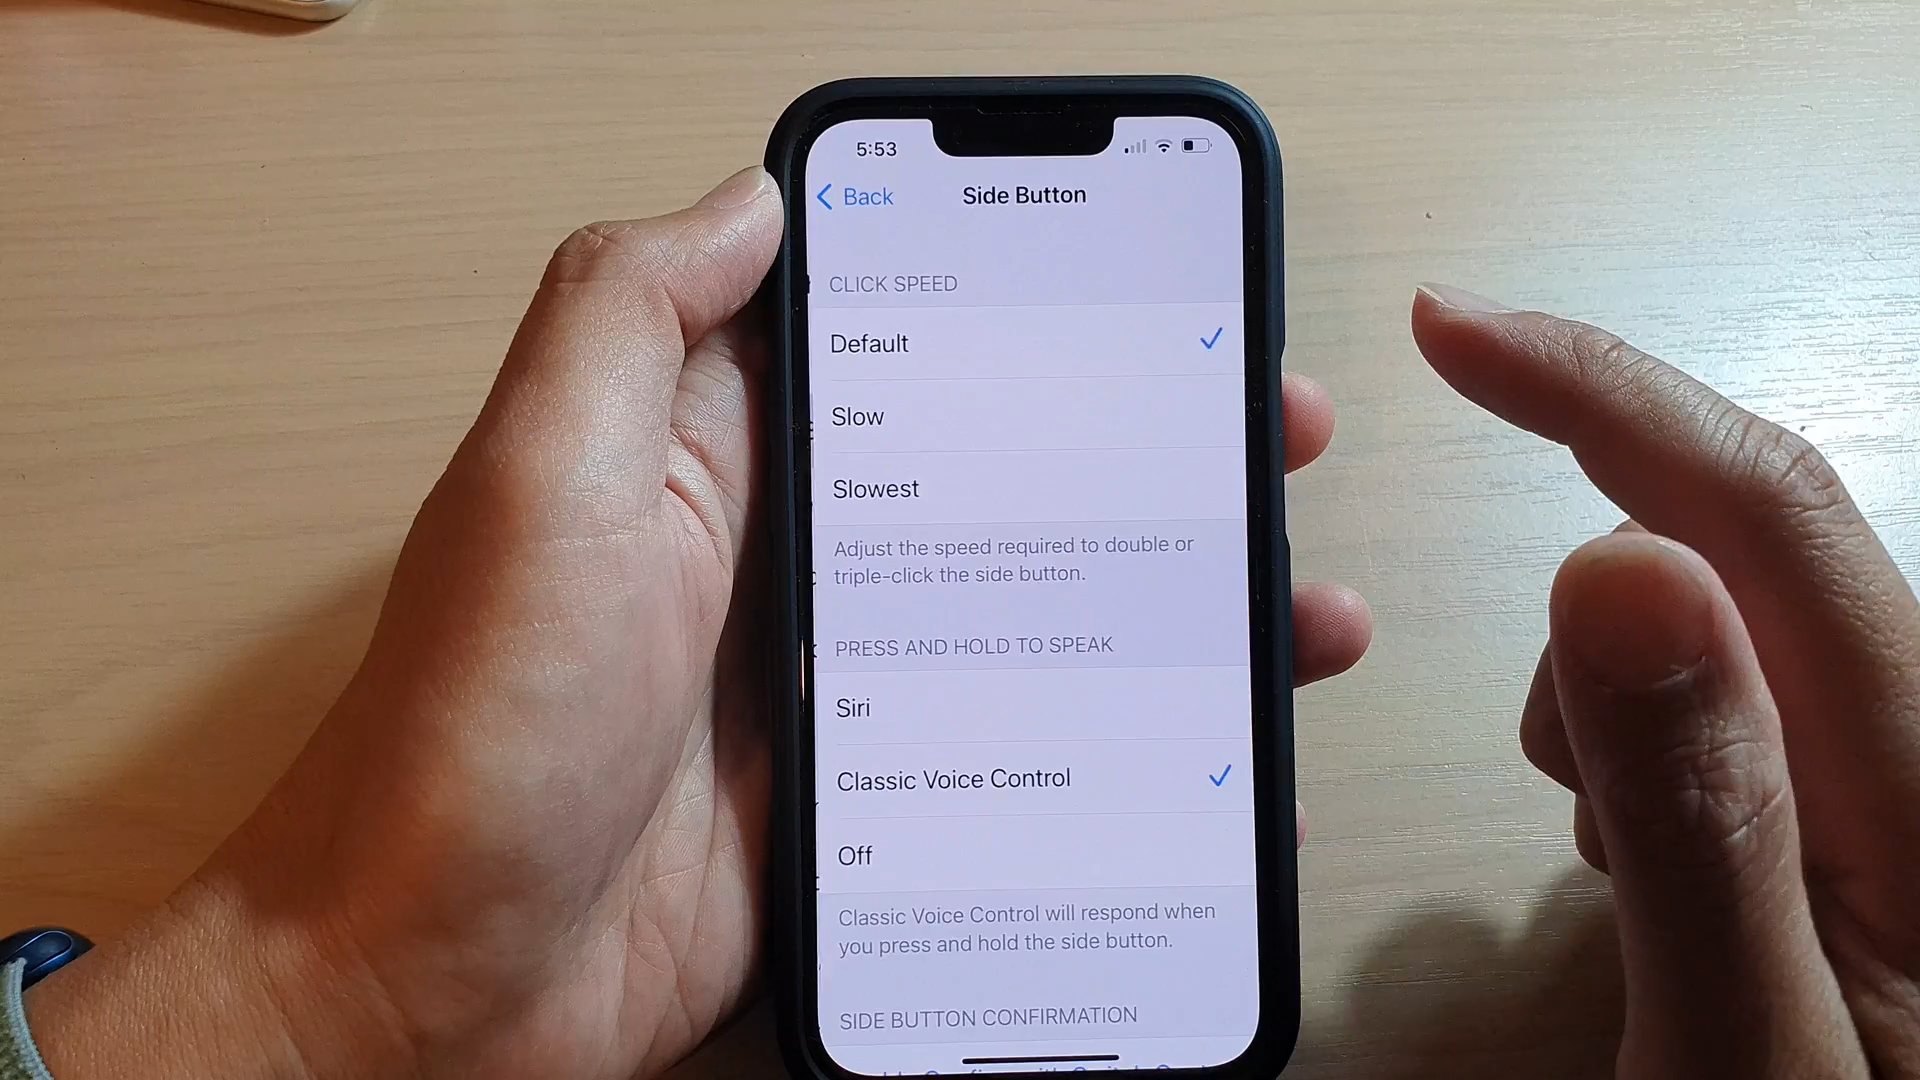 5:53
Back
Side Button
CLICK SPEED
Default
Slow
Slowest
Adjust the speed required to double or
triple-click the side button.
PRESS AND HOLD TO SPEAK
Siri
Classic Voice Control
Off
Classic Voice Control will respond when
you press and hold the side button.
SIDE BUTTON CONFIRMATION